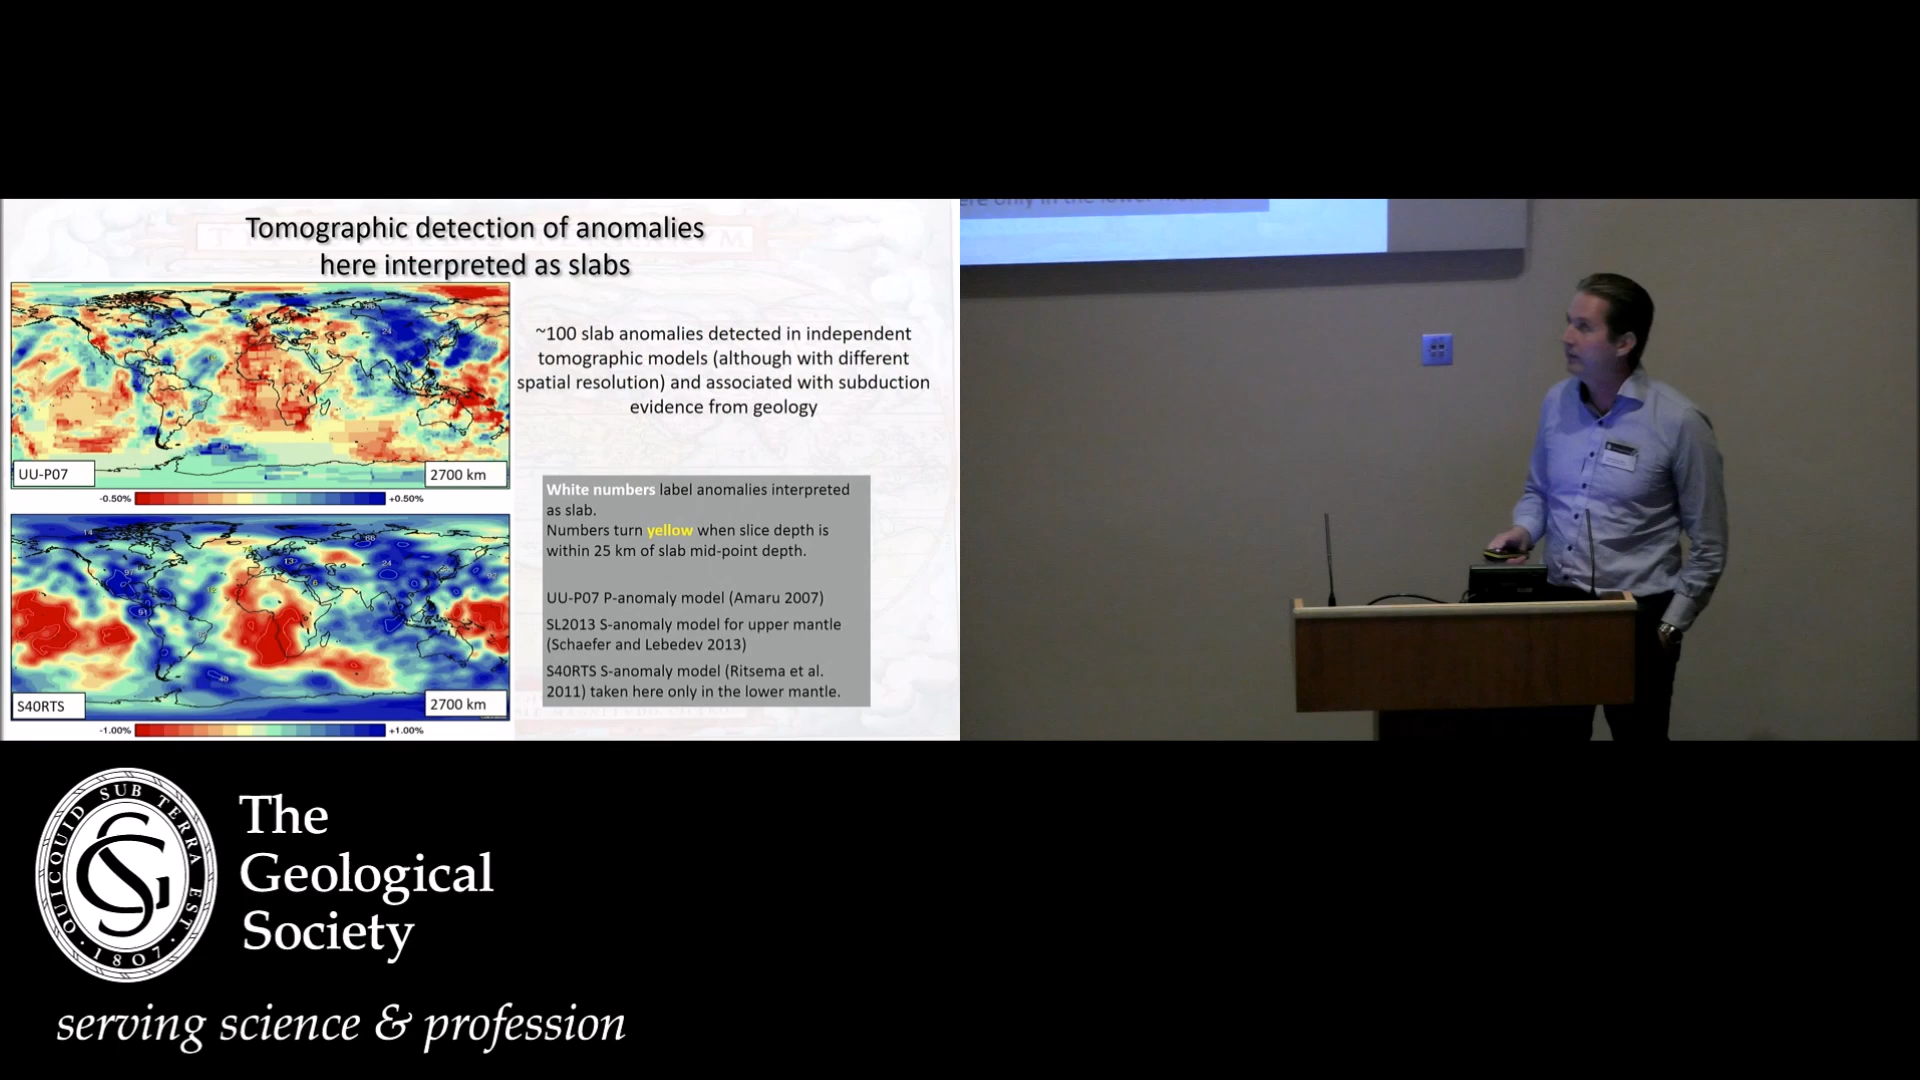 Tomographic detection of anomalies
here interpreted as slabs
~100 slab anomalies detected in independent
tomographic models (although with different
spatial resolution) and associated with subduction
evidence from geology
UU-P07
2700 km
-0.50%
+0.50%
S40RTS
2700 km
-1.00%
+1.00%
White numbers label anomalies interpreted
as slab.
Numbers turn yellow when slice depth is
within 25 km of slab mid-point depth.
UU-P07 P-anomaly model (Amaru 2007)
SL2013 S-anomaly model for upper mantle
(Schaefer and Lebedev 2013)
S40RTS S-anomaly model (Ritsema et al.
2011) taken here only in the lower mantle.
QUICQUID SUB TERRA EST
1807
The
Geological
Society
serving science & profession